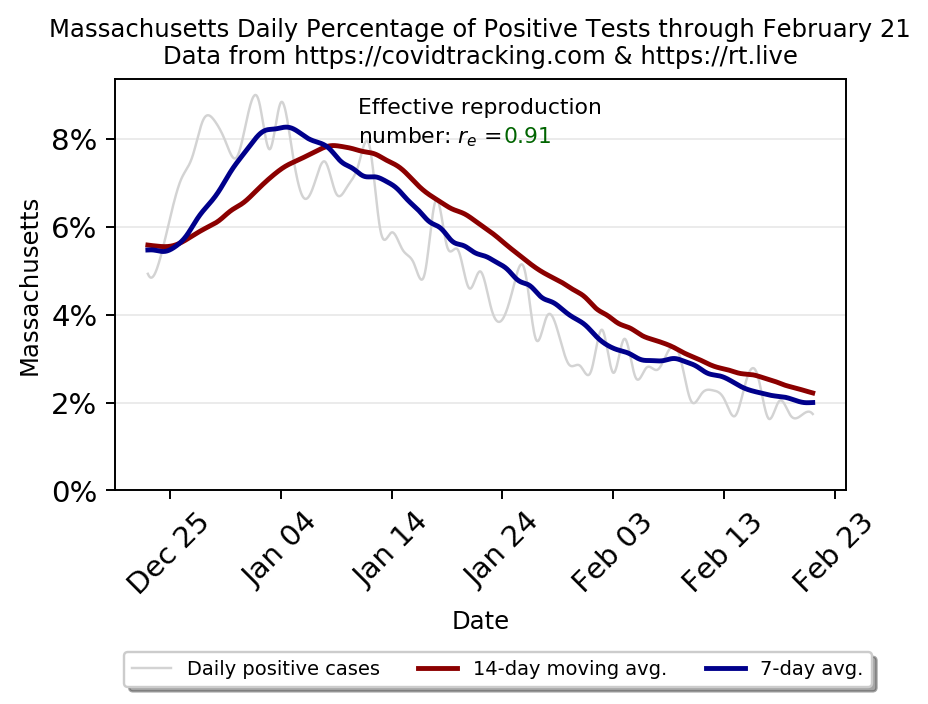 Massachusetts Daily Percentage of Positive Tests through February 21
Data from https://covidtracking.com & https://rt.live
Effective reproduction
number: rₑ =0.91
Massachusetts
8%
6%
4%
2%
0%
Dec 25
Jan 04
Jan 14
Jan 24
Feb 03
Feb 13
Feb 23
Date
Daily positive cases
14-day moving avg.
7-day avg.